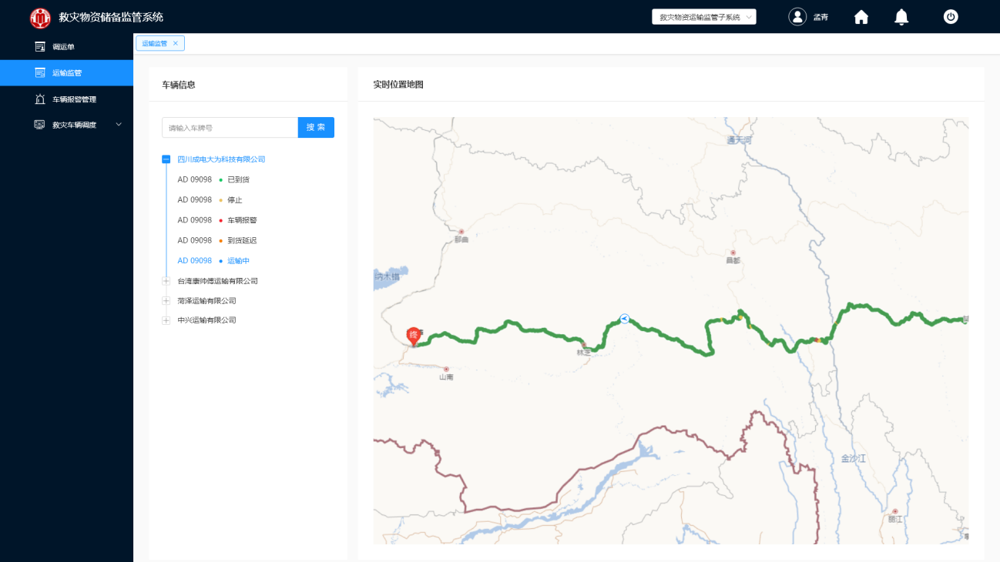 救灾物资储备监管系统
救灾物资运输监管子系统
孟青
调运单
运输监管
车辆报警管理
救灾车辆调度
运输监管
车辆信息
请输入车牌号
搜索
四川成电大为科技有限公司
AD 09098 已到货
AD 09098 停止
AD 09098 车辆报警
AD 09098 到货延迟
AD 09098 运输中
台湾康帅傅运输有限公司
菏泽运输有限公司
中兴运输有限公司
实时位置地图
通天河
那曲
昌都
纳木错
终
林芝
山南
金沙江
丽江